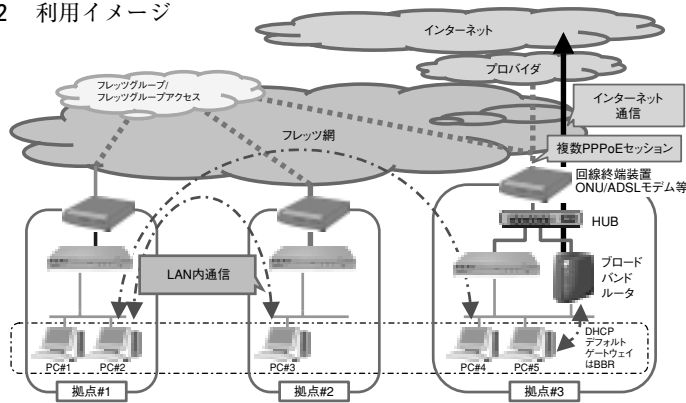 2 利用イメージ
インターネット
プロバイダ
フレッツグループ/
フレッツグループアクセス
インターネット
通信
フレッツ網
複数PPPoEセッション
回線終端装置
ONU/ADSLモデム等
HUB
LAN内通信
ブロード
バンド
ルータ
DHCP
デフォルト
ゲートウェイ
はBBR
PC#1
PC#2
PC#3
PC#4
PC#5
拠点#1
拠点#2
拠点#3